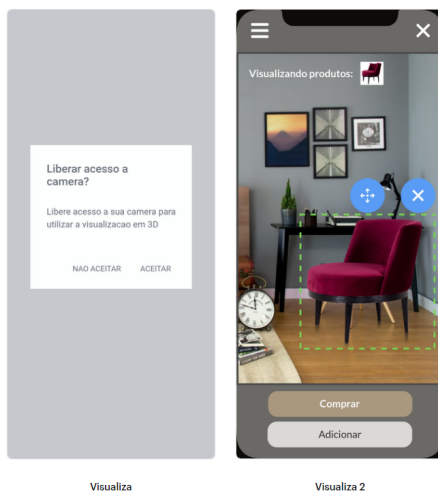 Liberar acesso a
camera?
Libere acesso a sua camera para
utilizar a visualizacao em 3D
NAO ACEITAR ACEITAR
Visualiza
Visualizando produtos:
Comprar
Adicionar
Visualiza 2